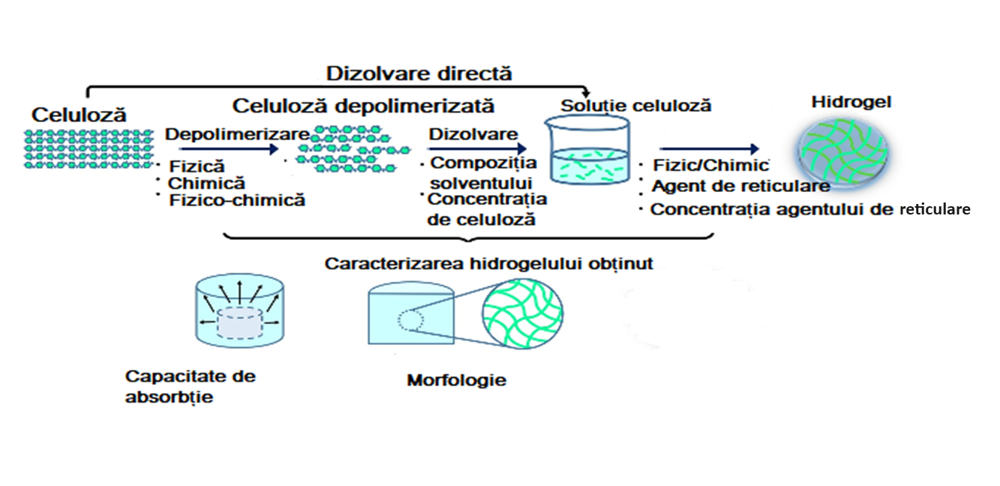 Dizolvare directă
Celuloză
Celuloză depolimerizată
Soluție celuloză
Hidrogel
Depolimerizare
· Fizică
· Chimică
· Fizico-chimică
Dizolvare
· Compoziția
solventului
· Concentrația
de celuloză
· Fizic/Chimic
· Agent de reticulare
· Concentrația agentului de reticulare
Caracterizarea hidrogelului obținut
Capacitate de
absorbție
Morfologie